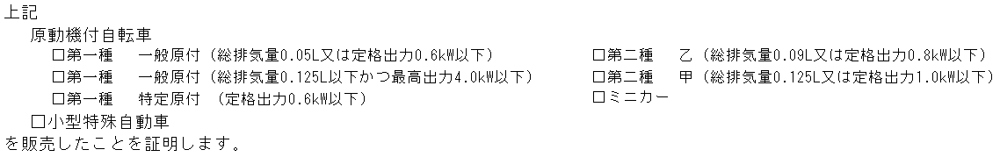 上記
原動機付自転車
□第一種　一般原付（総排気量0.05L又は定格出力0.6kW以下）　□第二種　乙（総排気量0.09L又は定格出力0.8kW以下）
□第一種　一般原付（総排気量0.125L以下かつ最高出力4.0kW以下）　□第二種　甲（総排気量0.125L又は定格出力1.0kW以下）
□第一種　特定原付　（定格出力0.6kW以下）　□ミニカー
□小型特殊自動車
を販売したことを証明します。